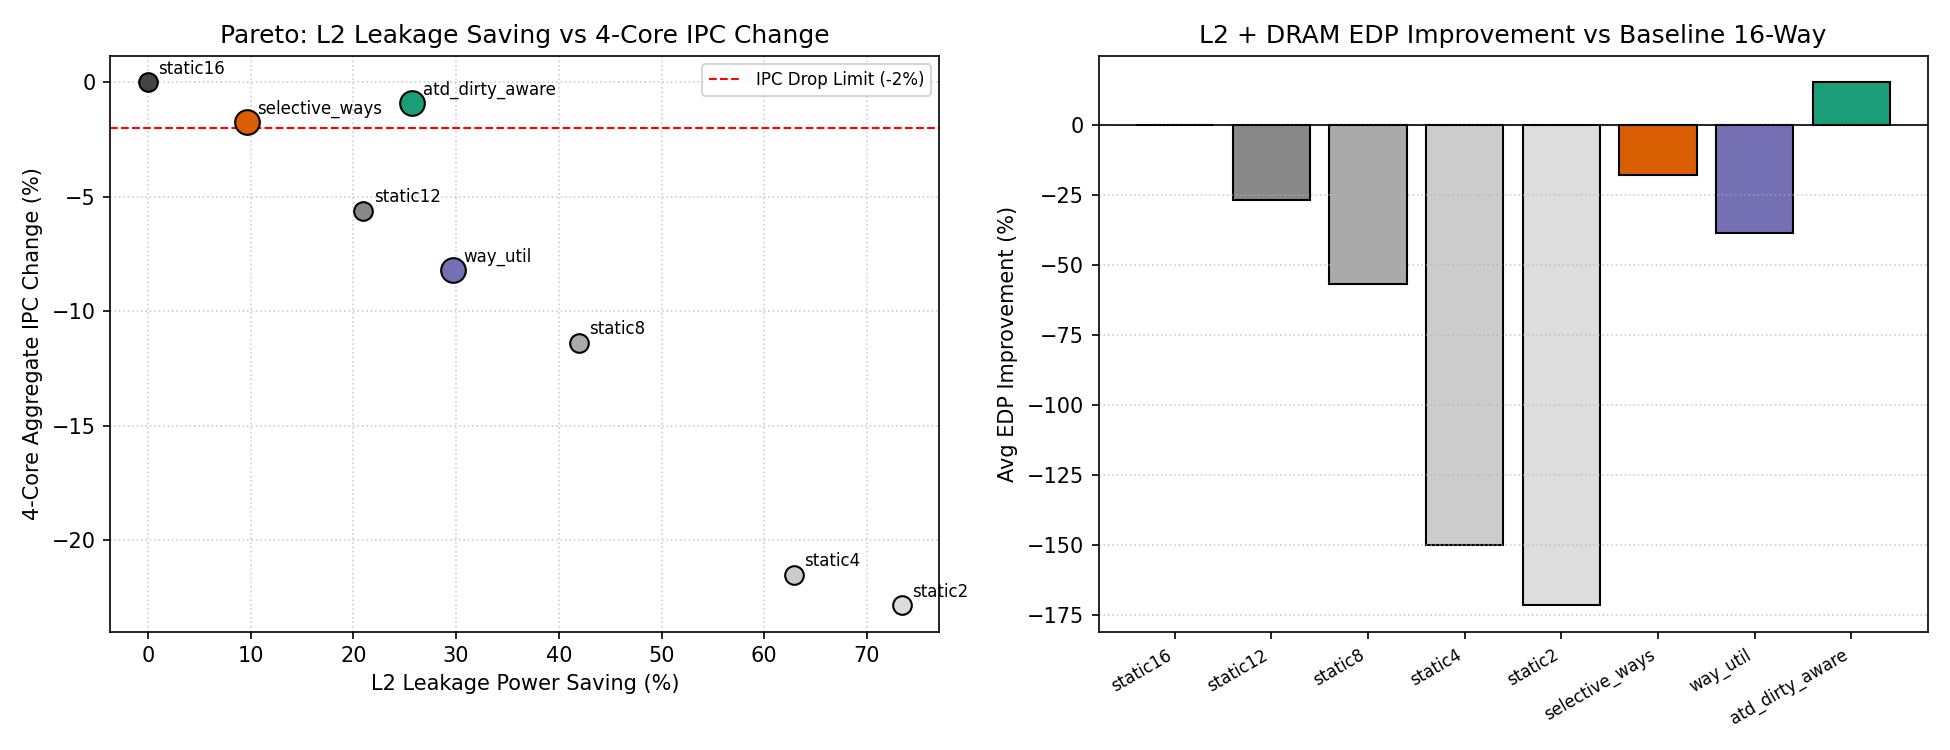 Pareto: L2 Leakage Saving vs 4-Core IPC Change
IPC Drop Limit (-2%)
static16
atd_dirty_aware
selective_ways
static12
way_util
static8
static4
static2
4-Core Aggregate IPC Change (%)
0
−5
−10
−15
−20
0 10 20 30 40 50 60 70
L2 Leakage Power Saving (%)
L2 + DRAM EDP Improvement vs Baseline 16-Way
Avg EDP Improvement (%)
0
−25
−50
−75
−100
−125
−150
−175
static16
static12
static8
static4
static2
selective_ways
way_util
atd_dirty_aware